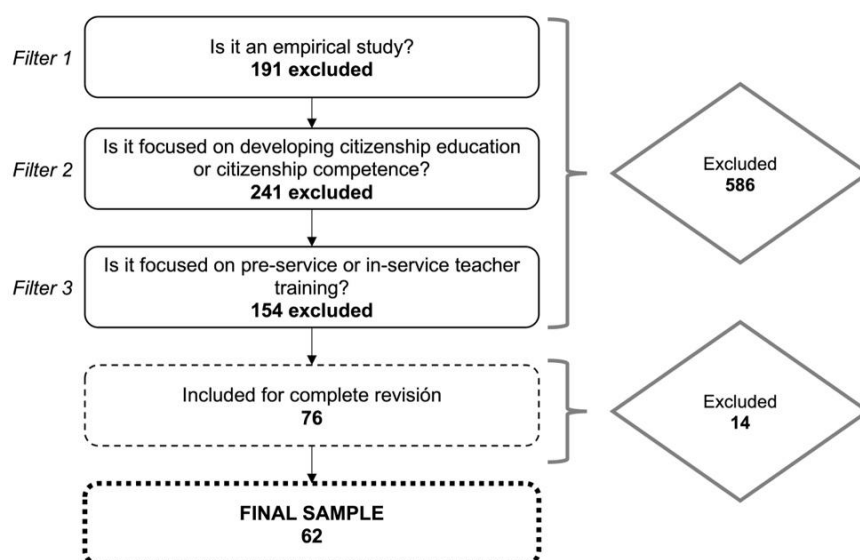 Filter 1
Is it an empirical study?
191 excluded
Filter 2
Is it focused on developing citizenship education
or citizenship competence?
241 excluded
Excluded
586
Filter 3
Is it focused on pre-service or in-service teacher
training?
154 excluded
Included for complete revisión
76
Excluded
14
FINAL SAMPLE
62